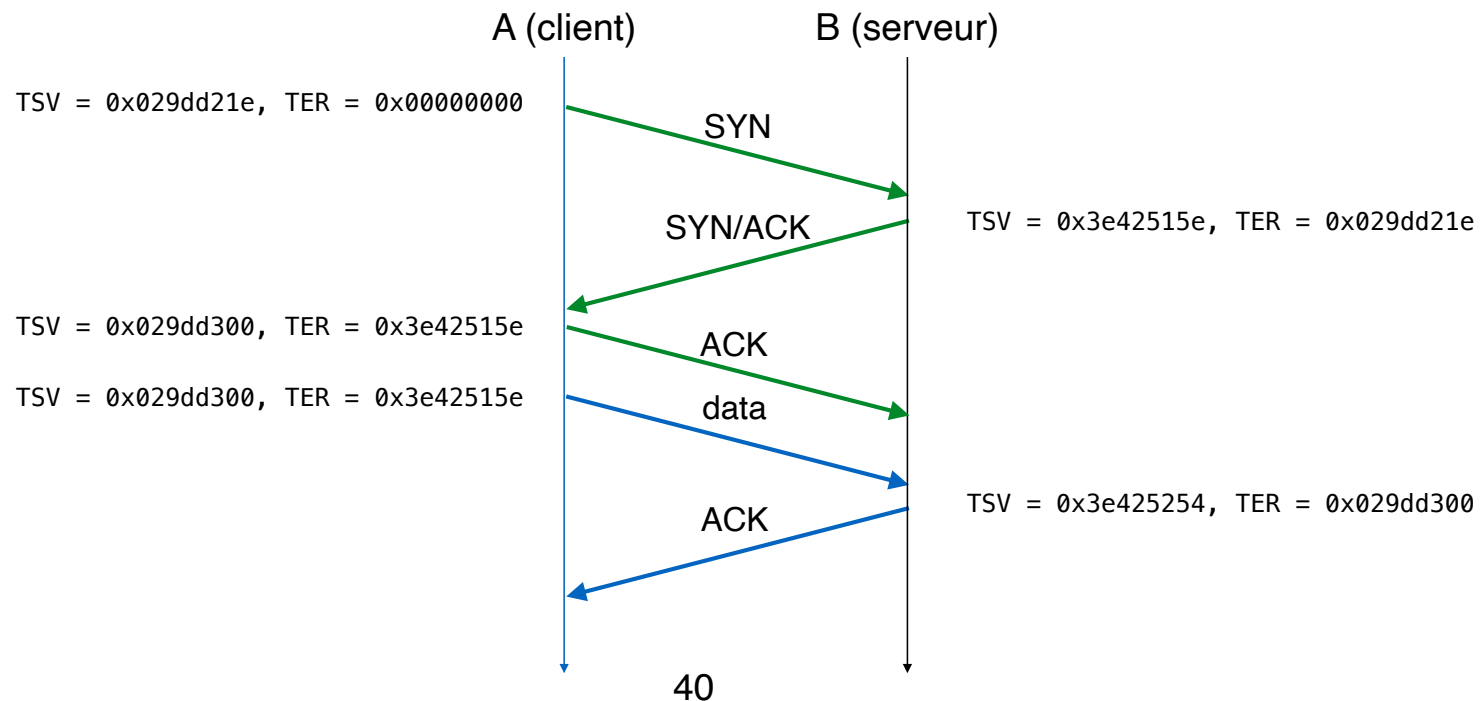 A (client)
B (serveur)
TSV = 0x029dd21e, TER = 0x00000000
SYN
SYN/ACK
TSV = 0x3e42515e, TER = 0x029dd21e
TSV = 0x029dd300, TER = 0x3e42515e
ACK
TSV = 0x029dd300, TER = 0x3e42515e
data
TSV = 0x3e425254, TER = 0x029dd300
ACK
40